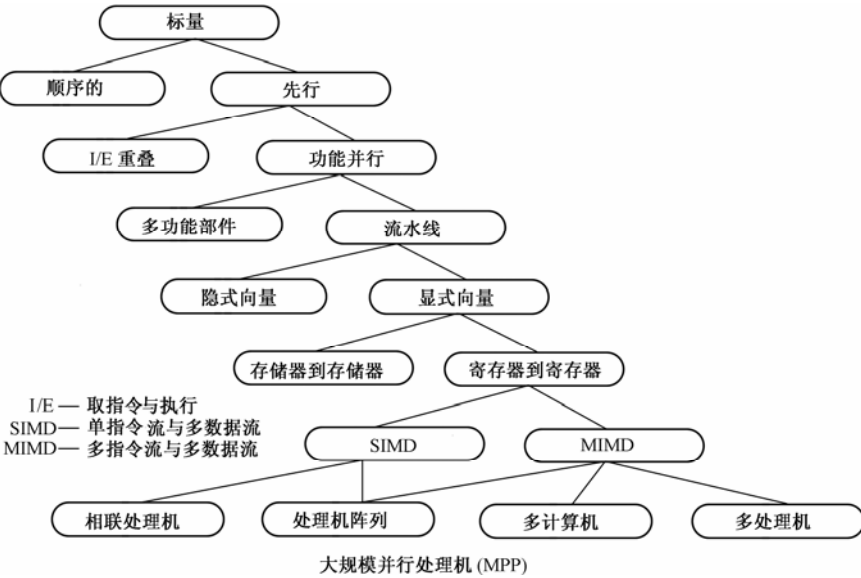 标量
顺序的
先行
I/E 重叠
功能并行
多功能部件
流水线
隐式向量
显式向量
存储器到存储器
寄存器到寄存器
I/E — 取指令与执行
SIMD— 单指令流与多数据流
MIMD— 多指令流与多数据流
SIMD
MIMD
相联处理机
处理机阵列
多计算机
多处理机
大规模并行处理机 (MPP)